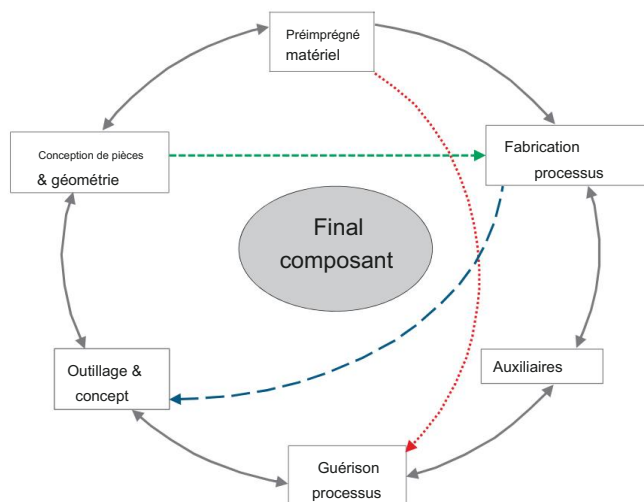 Préimprégné
matériel
Conception de pièces
& géométrie
Fabrication
processus
Final
composant
Outillage &
concept
Auxiliaires
Guérison
processus